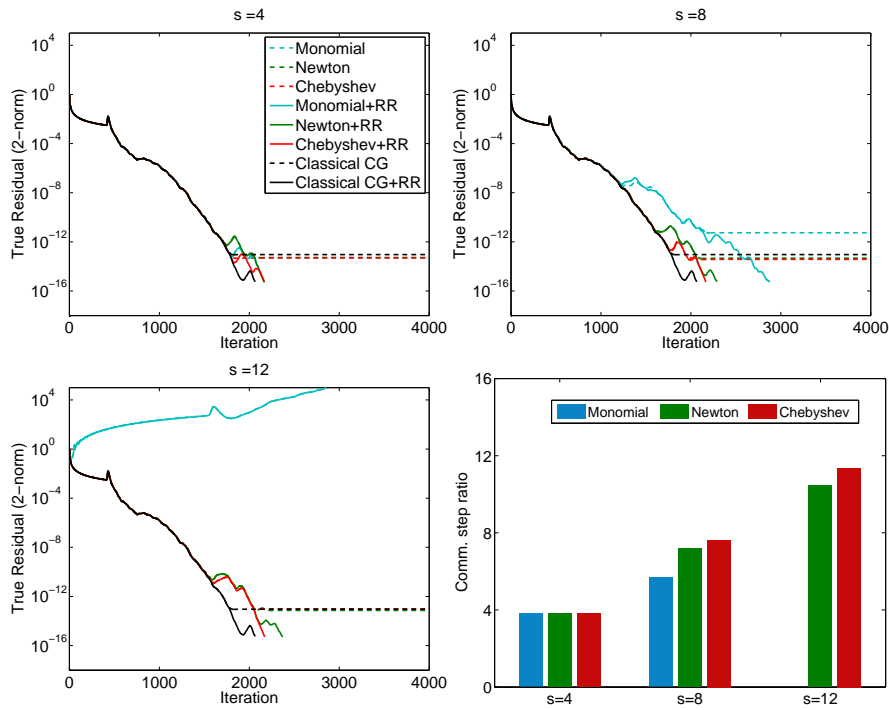 s =4
True Residual (2−norm)
10^4
10^0
10^−4
10^−8
10^−12
10^−16
0
1000
2000
3000
4000
Iteration
Monomial
Newton
Chebyshev
Monomial+RR
Newton+RR
Chebyshev+RR
Classical CG
Classical CG+RR
s =8
True Residual (2−norm)
10^4
10^0
10^−4
10^−8
10^−12
10^−16
0
1000
2000
3000
4000
Iteration
s =12
True Residual (2−norm)
10^4
10^0
10^−4
10^−8
10^−12
10^−16
0
1000
2000
3000
4000
Iteration
Comm. step ratio
16
12
8
4
0
Monomial
Newton
Chebyshev
s=4
s=8
s=12